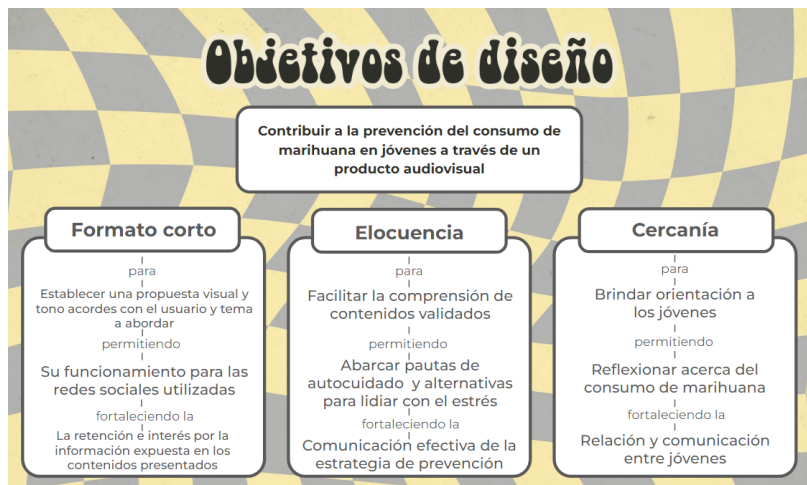 Objetivos de diseño
Contribuir a la prevención del consumo de
marihuana en jóvenes a través de un
producto audiovisual
Formato corto
para
Establecer una propuesta visual y
tono acordes con el usuario y tema
a abordar
permitiendo
Su funcionamiento para las
redes sociales utilizadas
fortaleciendo la
La retención e interés por la
información expuesta en los
contenidos presentados
Elocuencia
para
Facilitar la comprensión de
contenidos validados
permitiendo
Abarcar pautas de
autocuidado y alternativas
para lidiar con el estrés
fortaleciendo la
Comunicación efectiva de la
estrategia de prevención
Cercanía
para
Brindar orientación a
los jóvenes
permitiendo
Reflexionar acerca del
consumo de marihuana
fortaleciendo la
Relación y comunicación
entre jóvenes